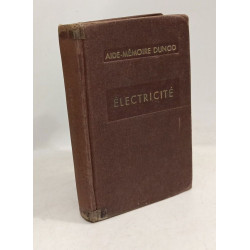 AIDE-MÉMOIRE DUNOD
ÉLECTRICITÉ